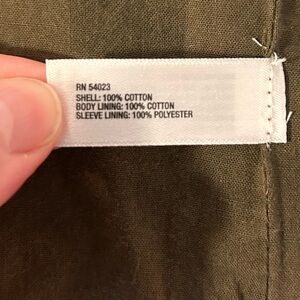 RN 54023
SHELL: 100% COTTON
BODY LINING: 100% COTTON
SLEEVE LINING: 100% POLYESTER